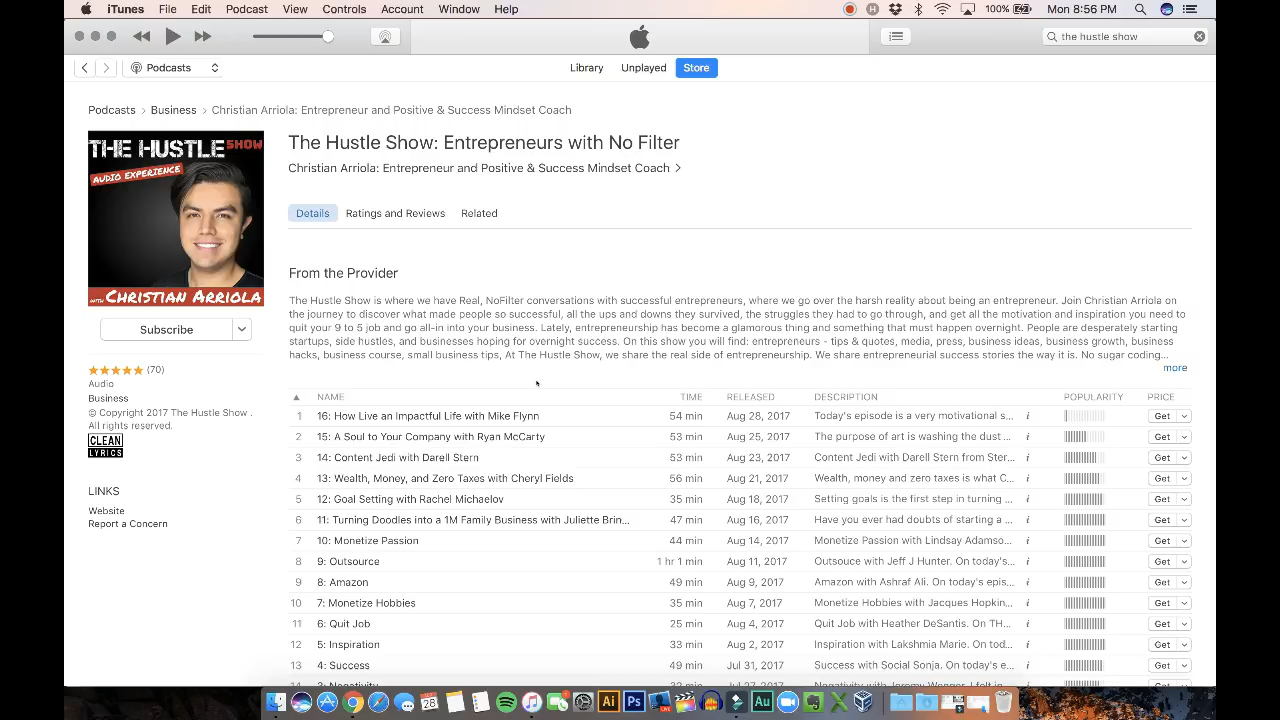 iTunes File Edit Podcast View Controls Account Window Help 100% Mon 8:56 PM
the hustle show
Podcasts Library Unplayed Store
Podcasts > Business > Christian Arriola: Entrepreneur and Positive & Success Mindset Coach
THE HUSTLE SHOW
AUDIO EXPERIENCE
WITH CHRISTIAN ARRIOLA
Subscribe
★★★★★ (70)
Audio
Business
© Copyright 2017 The Hustle Show .
All rights reserved.
CLEAN
LYRICS
LINKS
Website
Report a Concern
The Hustle Show: Entrepreneurs with No Filter
Christian Arriola: Entrepreneur and Positive & Success Mindset Coach >
Details Ratings and Reviews Related
From the Provider
The Hustle Show is where we have Real, NoFilter conversations with successful entrepreneurs, where we go over the harsh reality about being an entrepreneur. Join Christian Arriola on
the journey to discover what made people so successful, all the ups and downs they survived, the struggles they had to go through, and get all the motivation and inspiration you need to
quit your 9 to 5 job and go all-in into your business. Lately, entrepreneurship has become a glamorous thing and something that must happen overnight. People are desperately starting
startups, side hustles, and businesses hoping for overnight success. On this show you will find: entrepreneurs - tips & quotes, media, press, business ideas, business growth, business
hacks, business course, small business tips, At The Hustle Show, we share the real side of entrepreneurship. We share entrepreneurial success stories the way it is. No sugar coding...
more
NAME TIME RELEASED DESCRIPTION POPULARITY PRICE
1 16: How Live an Impactful Life with Mike Flynn 54 min Aug 28, 2017 Today's episode is a very motivational s... i Get
2 15: A Soul to Your Company with Ryan McCarty 53 min Aug 25, 2017 The purpose of art is washing the dust ... i Get
3 14: Content Jedi with Darell Stern 53 min Aug 23, 2017 Content Jedi with Darell Stern from Ster... i Get
4 13: Wealth, Money, and Zero Taxes with Cheryl Fields 56 min Aug 21, 2017 Wealth, money and zero taxes is what C... i Get
5 12: Goal Setting with Rachel Michaelov 35 min Aug 18, 2017 Setting goals is the first step in turning ... i Get
6 11: Turning Doodles into a 1M Family Business with Juliette Brin... 47 min Aug 16, 2017 Have you ever had doubts of starting a ... i Get
7 10: Monetize Passion 44 min Aug 14, 2017 Monetize Passion with Lindsay Adamso... i Get
8 9: Outsource 1 hr 1 min Aug 11, 2017 Outsouce with Jeff J Hunter. On today's... i Get
9 8: Amazon 49 min Aug 9, 2017 Amazon with Ashraf Ali. On today's epis... i Get
10 7: Monetize Hobbies 35 min Aug 7, 2017 Monetize Hobbies with Jacques Hopkin... i Get
11 6: Quit Job 25 min Aug 4, 2017 Quit Job with Heather DeSantis. On TH... i Get
12 5: Inspiration 33 min Aug 2, 2017 Inspiration with Lakshmia Marie. On tod... i Get
13 4: Success 49 min Jul 31, 2017 Success with Social Sonja. On today's e... i Get
28 Ai Ps Au